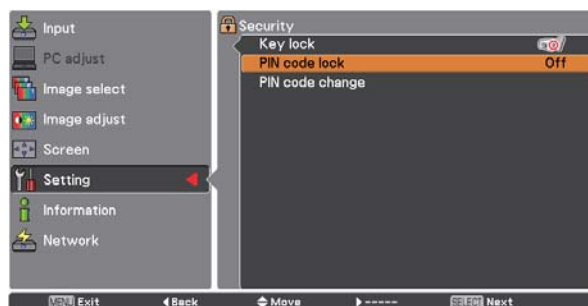 Input
PC adjust
Image select
Image adjust
Screen
Setting
Information
Network
Security
Key lock
PIN code lock Off
PIN code change
MENU Exit Back Move ----- SELECT Next